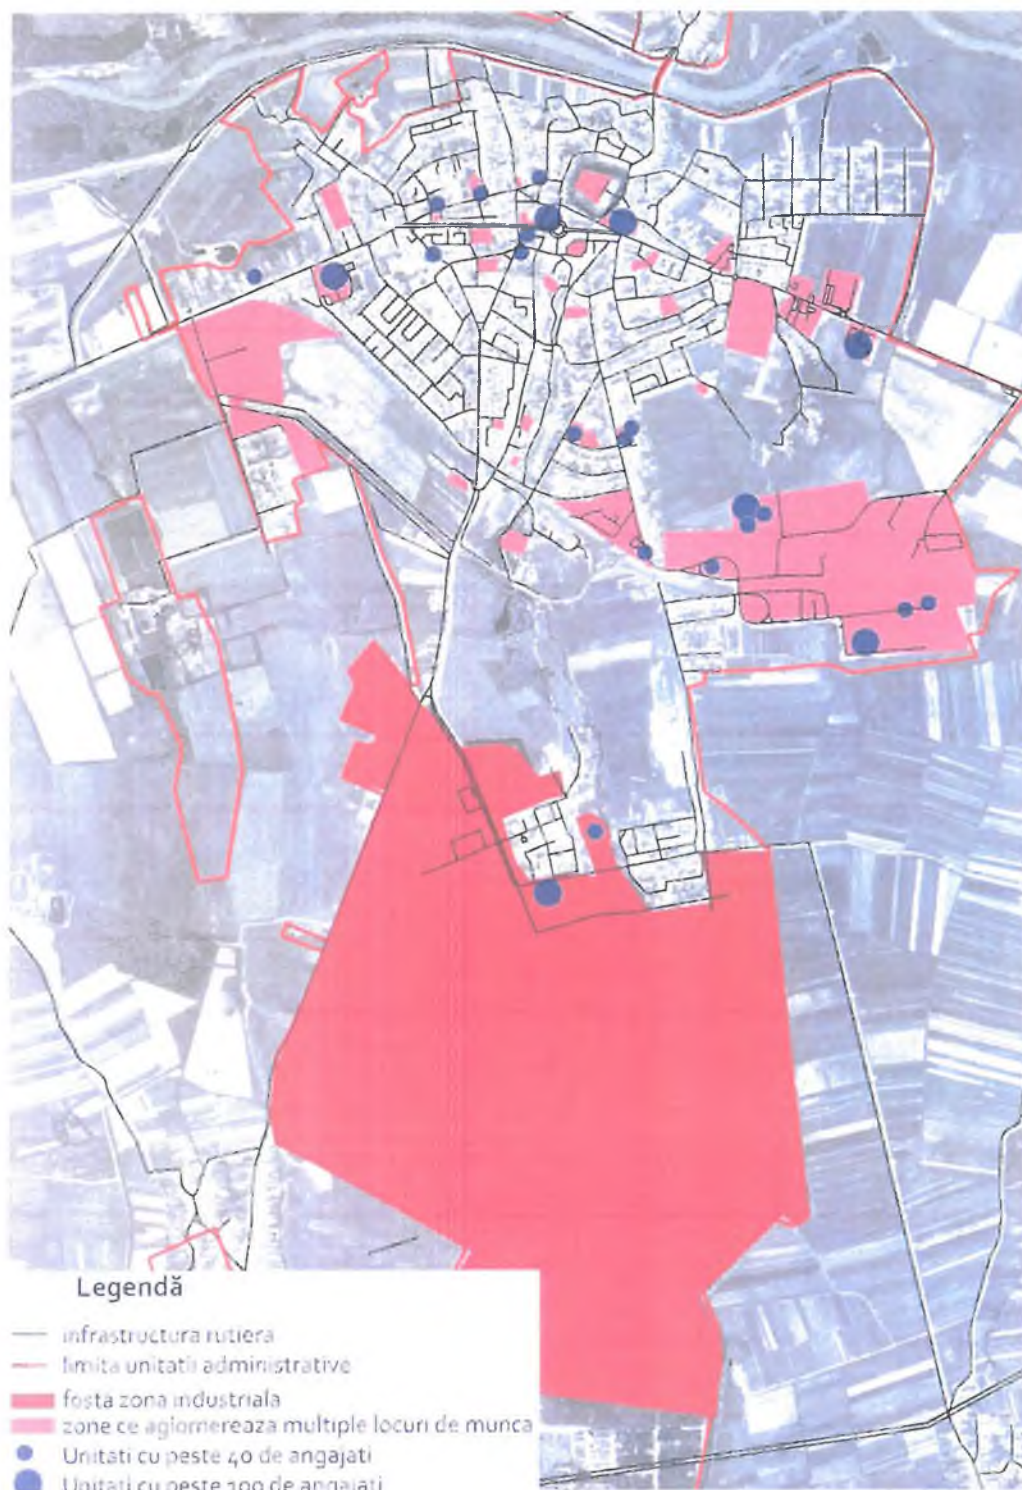 Legendă
infrastructura rutiera
limita unitatii administrative
fosta zona industriala
zone ce aglomereaza multiple locuri de munca
Unitati cu peste 40 de angajati
Unitati cu peste de angajati